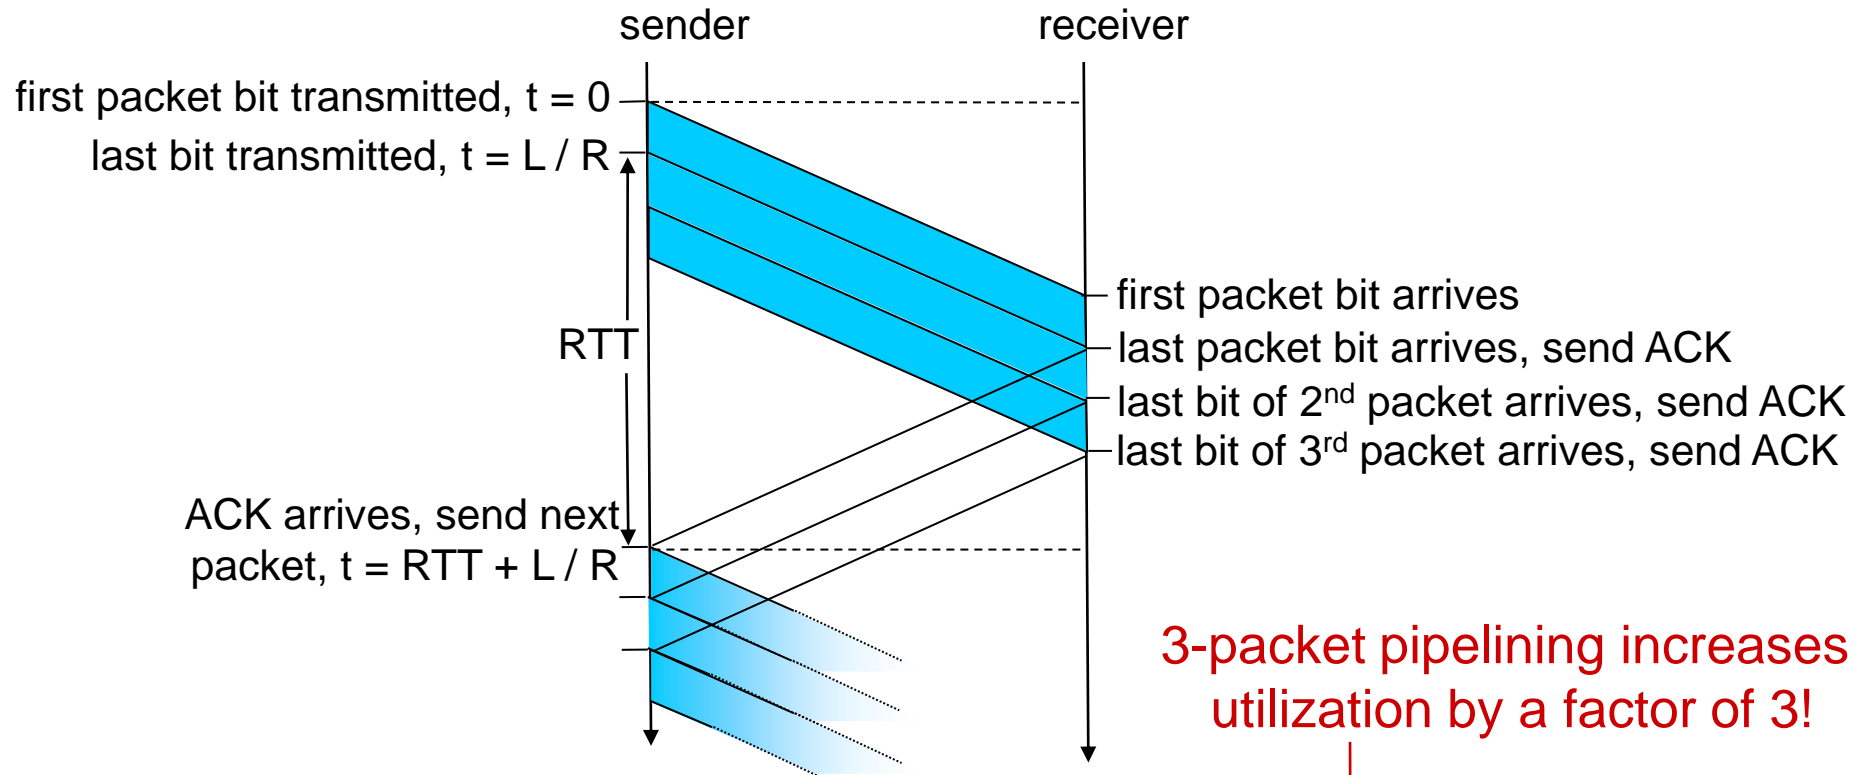 sender
receiver
first packet bit transmitted, t = 0
last bit transmitted, t = L / R
first packet bit arrives
RTT
last packet bit arrives, send ACK
last bit of 2nd packet arrives, send ACK
last bit of 3rd packet arrives, send ACK
ACK arrives, send next
packet, t = RTT + L / R
3-packet pipelining increases
utilization by a factor of 3!